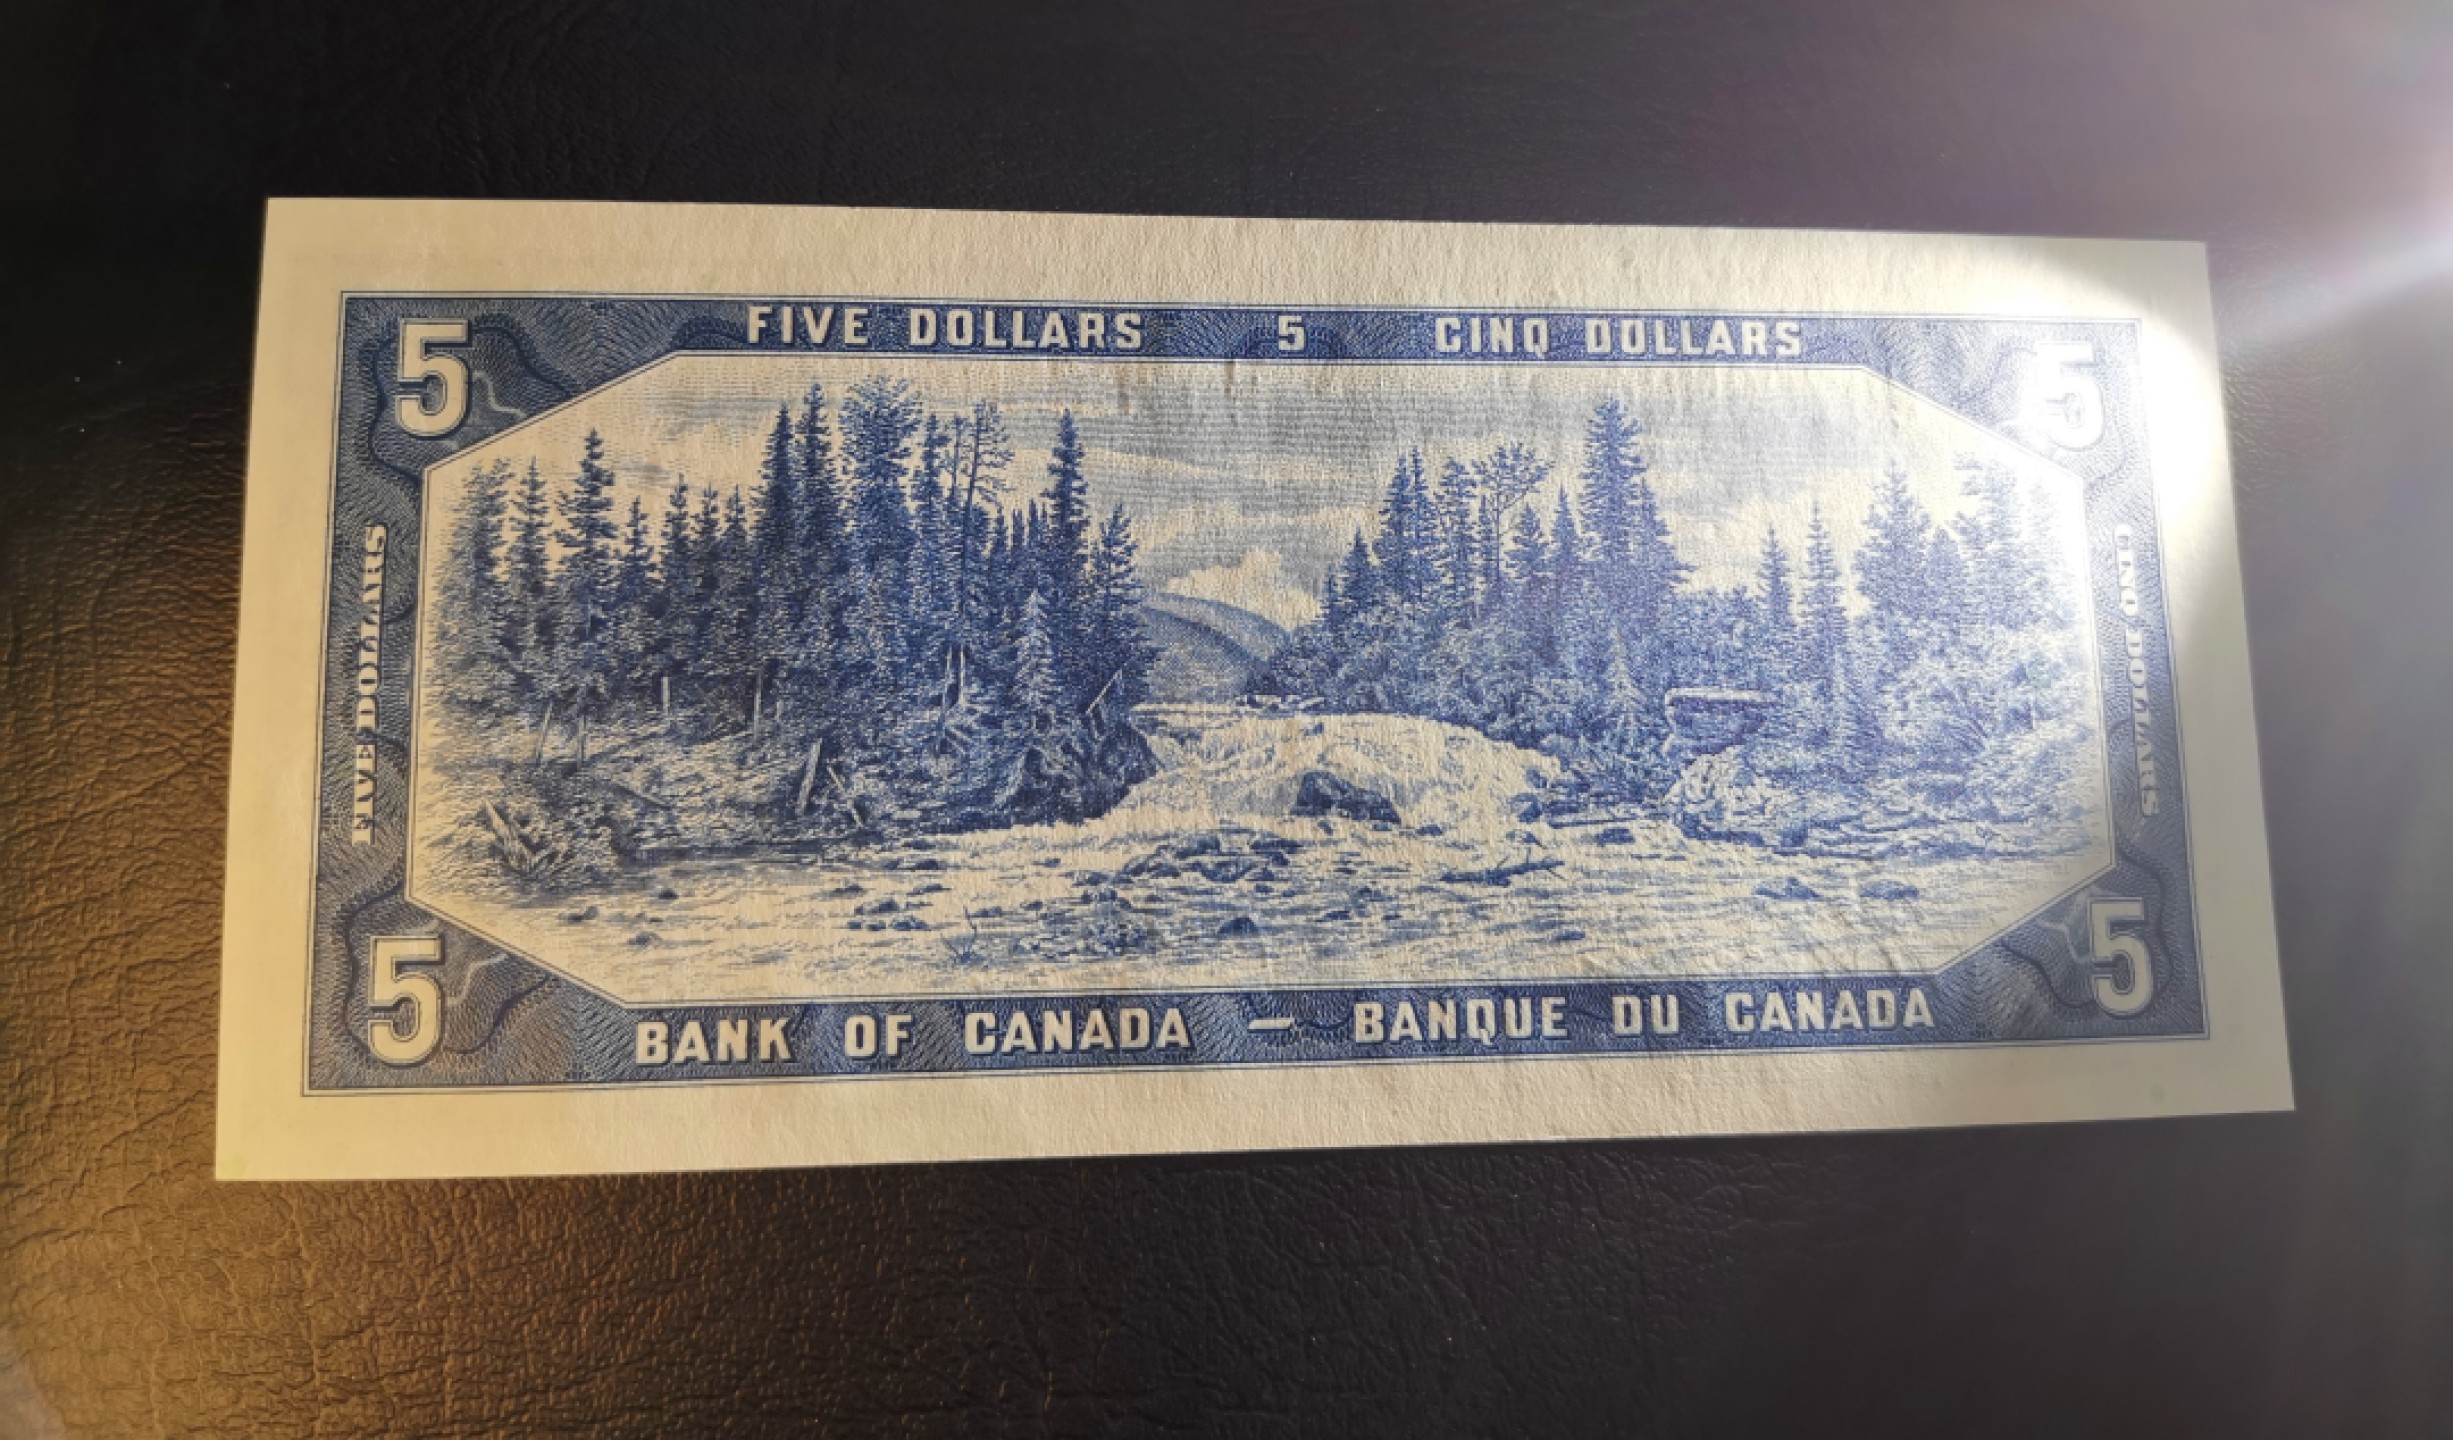 FIVE DOLLARS 5 CINQ DOLLARS
5
5
FIVE DOLLARS
CINQ DOLLARS
5
5
BANK OF CANADA — BANQUE DU CANADA